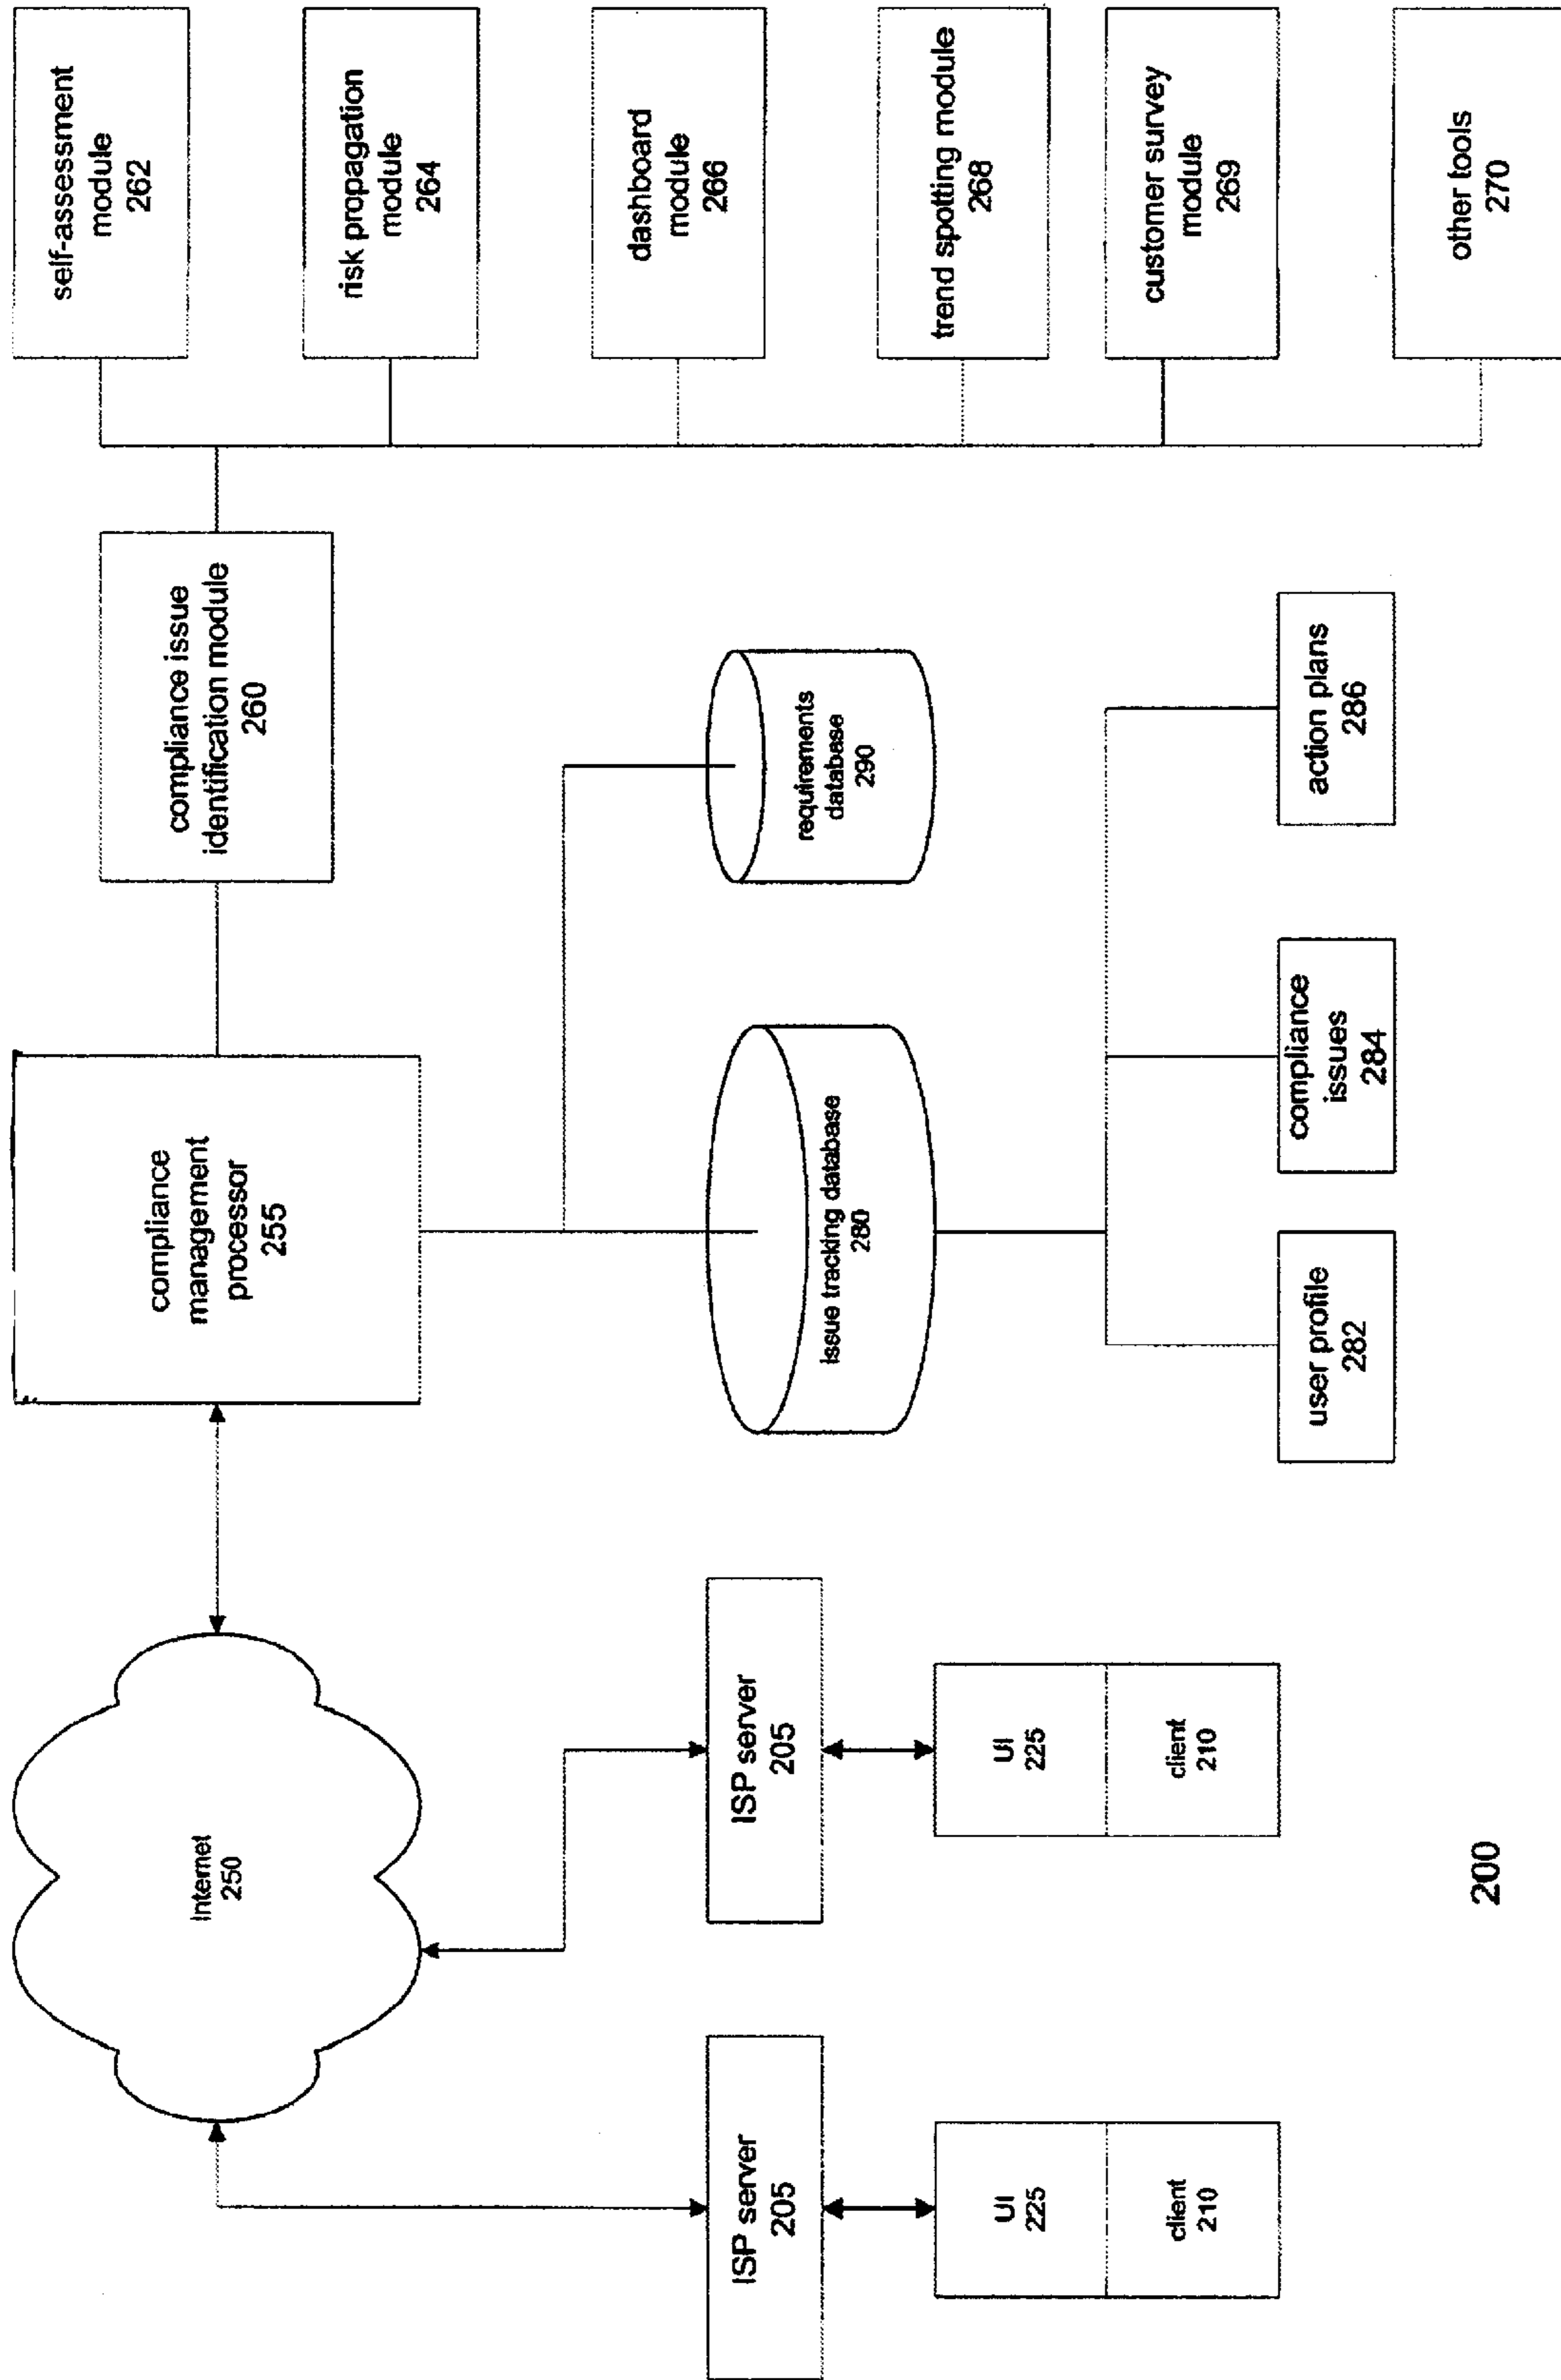 self-assessment
module
262
risk propagation
module
264
dashboard
module
266
trend spotting module
268
customer survey
module
269
other tools
270
compliance issue
identification module
260
requirements
database
290
action plans
286
compliance
management
processor
255
issue tracking database
280
compliance
issues
284
user profile
282
Internet
250
ISP server
205
UI
225
client
210
ISP server
205
UI
225
client
210
200